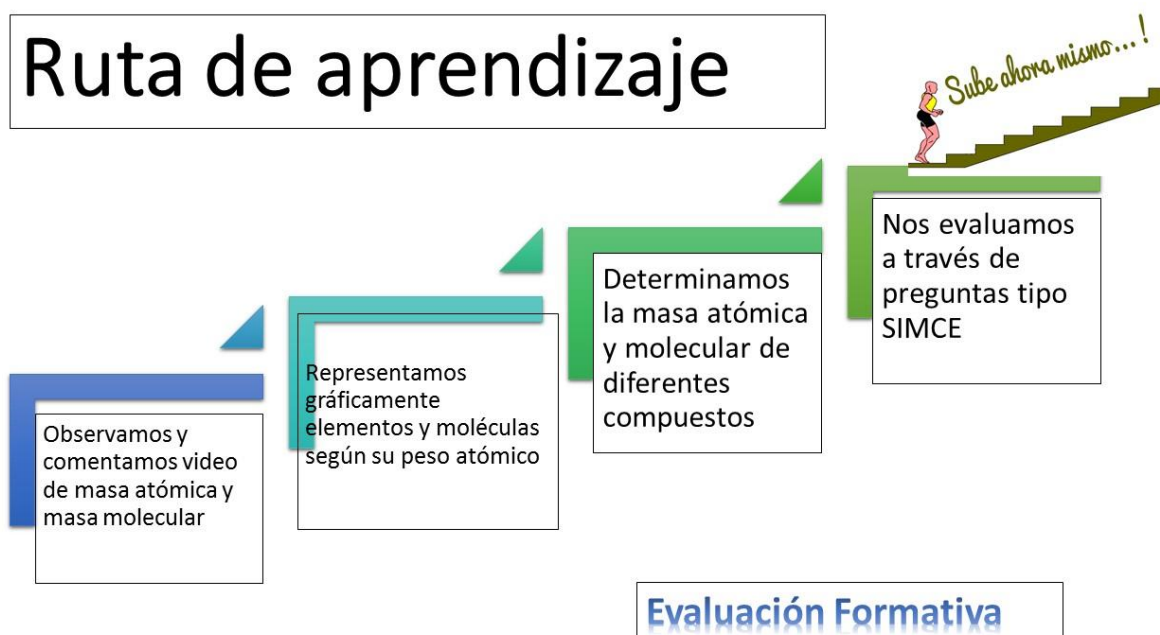 Ruta de aprendizaje
Sube ahora mismo...!
Observamos y
comentamos video
de masa atómica y
masa molecular
Representamos
gráficamente
elementos y moléculas
según su peso atómico
Determinamos
la masa atómica
y molecular de
diferentes
compuestos
Nos evaluamos
a través de
preguntas tipo
SIMCE
Evaluación Formativa